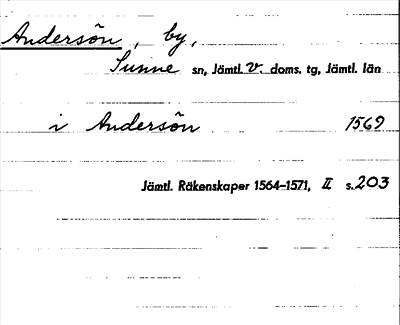 Andersön, by,
Sunne sn, Jämtl. v. doms. tg, Jämtl. län
i Andersön 1569
Jämtl. Räkenskaper 1564-1571, II s. 203